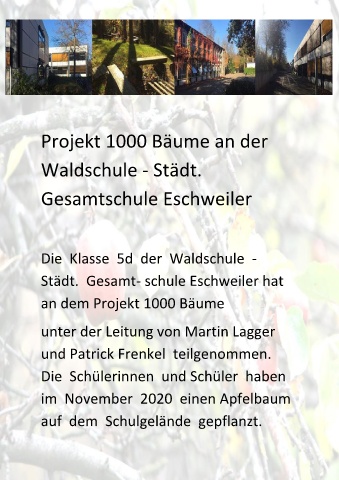 Projekt 1000 Bäume an der
Waldschule - Städt.
Gesamtschule Eschweiler
Die Klasse 5d der Waldschule -
Städt. Gesamt- schule Eschweiler hat
an dem Projekt 1000 Bäume
unter der Leitung von Martin Lagger
und Patrick Frenkel teilgenommen.
Die Schülerinnen und Schüler haben
im November 2020 einen Apfelbaum
auf dem Schulgelände gepflanzt.